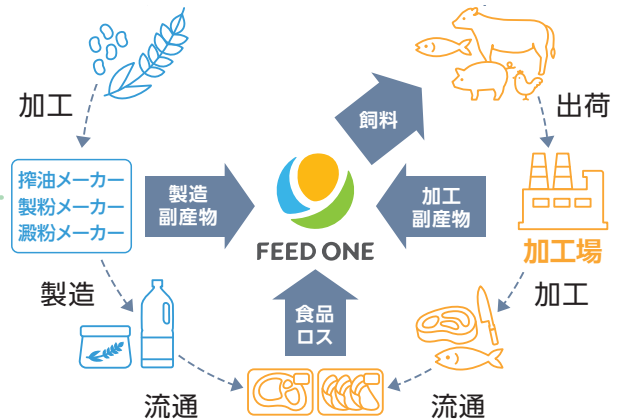 加工
搾油メーカー
製粉メーカー
澱粉メーカー
製造
副産物
飼料
FEED ONE
加工
副産物
出荷
加工場
製造
加工
食品
ロス
流通
流通